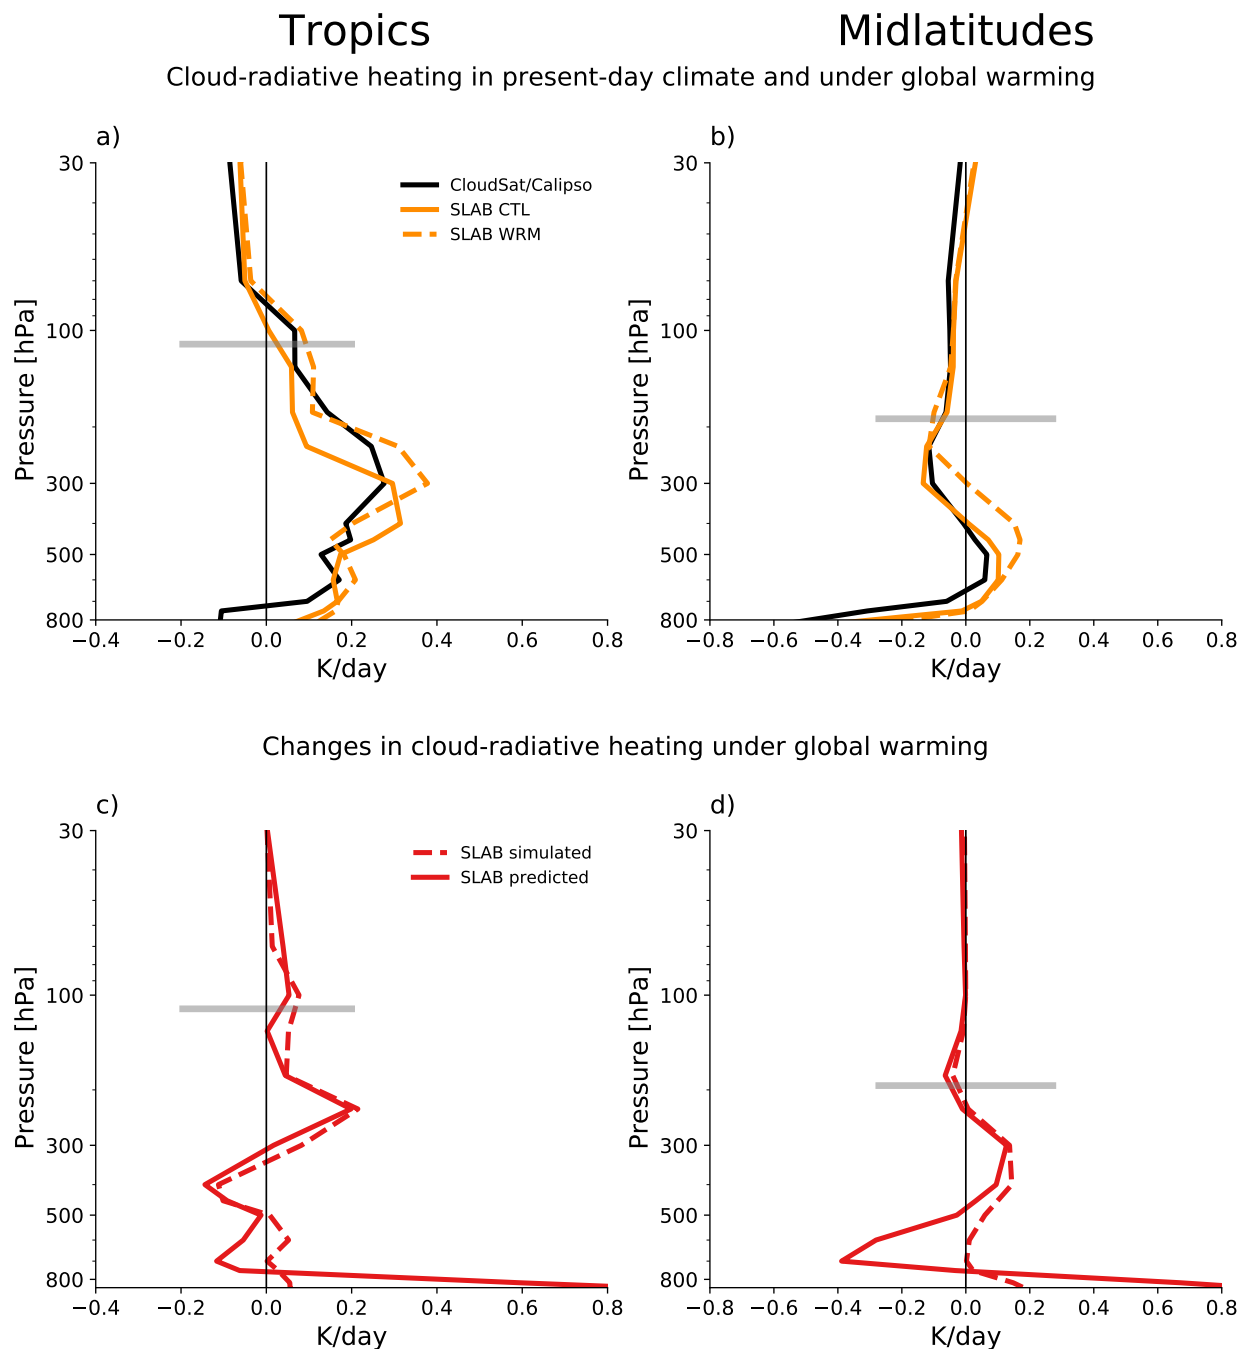 Tropics
Midlatitudes
Cloud-radiative heating in present-day climate and under global warming
a)
b)
30
100
300
500
800
Pressure [hPa]
CloudSat/Calipso
SLAB CTL
SLAB WRM
−0.4
−0.2
0.0
0.2
0.4
0.6
0.8
K/day
30
100
300
500
800
Pressure [hPa]
−0.8
−0.6
−0.4
−0.2
0.0
0.2
0.4
0.6
0.8
K/day
Changes in cloud-radiative heating under global warming
c)
d)
30
100
300
500
800
Pressure [hPa]
SLAB simulated
SLAB predicted
−0.4
−0.2
0.0
0.2
0.4
0.6
0.8
K/day
30
100
300
500
800
Pressure [hPa]
−0.8
−0.6
−0.4
−0.2
0.0
0.2
0.4
0.6
0.8
K/day